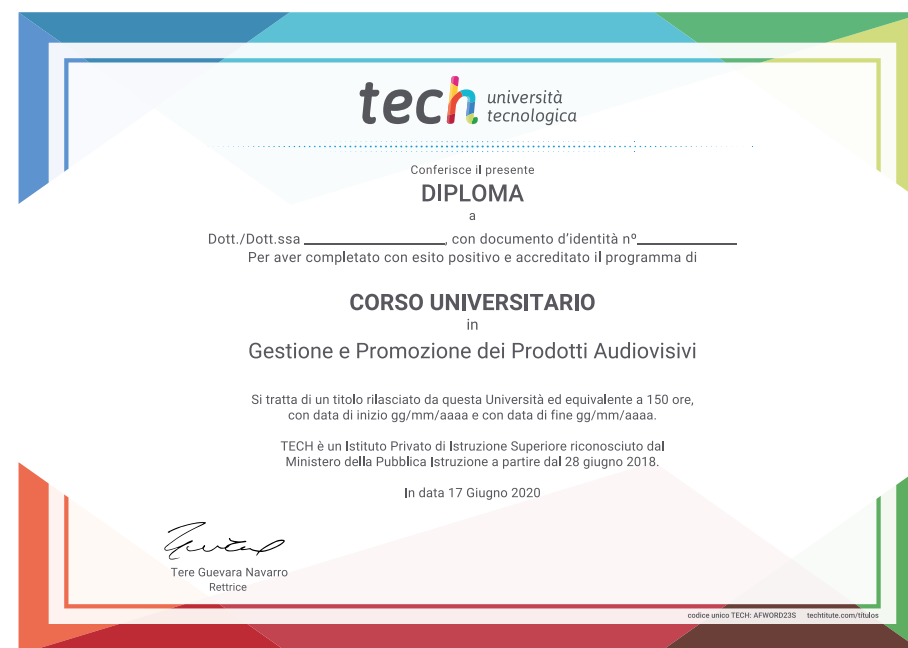 tech università
tecnologica
Conferisce il presente
DIPLOMA
a
Dott./Dott.ssa ________________, con documento d'identità nº____________
Per aver completato con esito positivo e accreditato il programma di
CORSO UNIVERSITARIO
in
Gestione e Promozione dei Prodotti Audiovisivi
Si tratta di un titolo rilasciato da questa Università ed equivalente a 150 ore,
con data di inizio gg/mm/aaaa e con data di fine gg/mm/aaaa.
TECH è un Istituto Privato di Istruzione Superiore riconosciuto dal
Ministero della Pubblica Istruzione a partire dal 28 giugno 2018.
In data 17 Giugno 2020
Tere Guevara Navarro
Rettrice
codice unico TECH: AFWORD23S techtitute.com/titulos